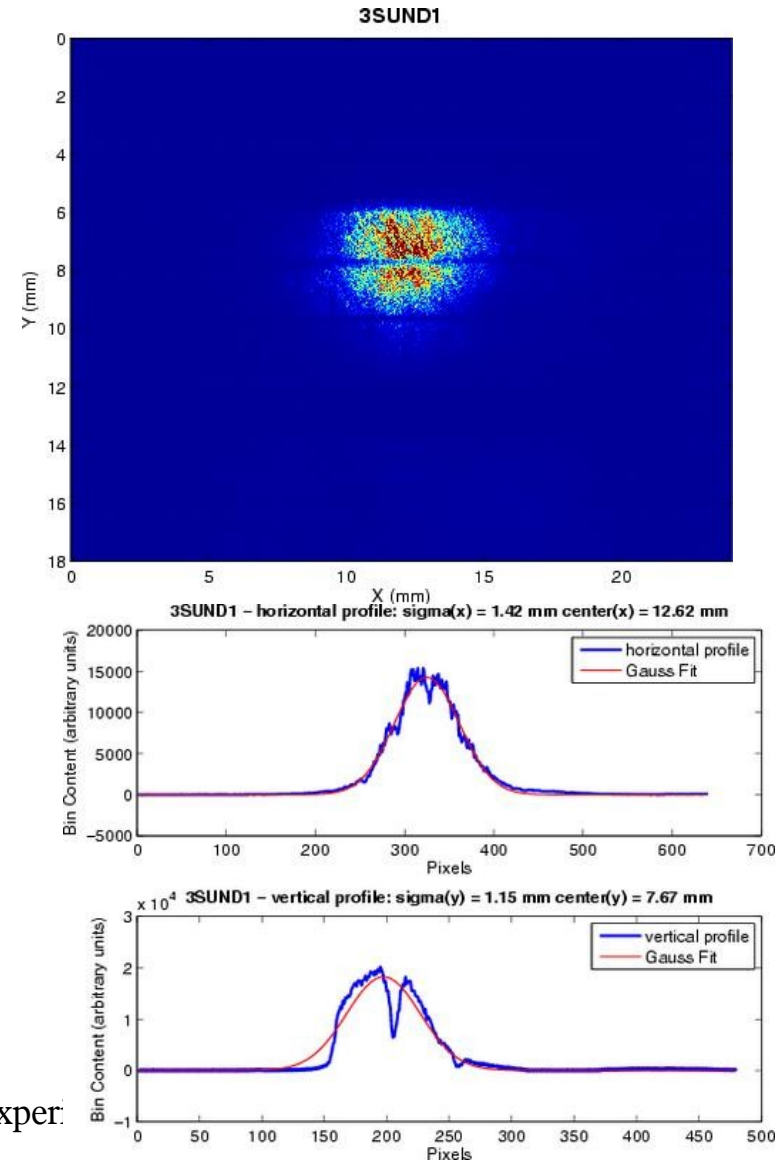 3SUND1
0
2
4
6
8
10
12
14
16
18
Y (mm)
0 5 10 15 20
X (mm)
3SUND1 – horizontal profile: sigma(x) = 1.42 mm center(x) = 12.62 mm
Bin Content (arbitrary units)
20000
15000
10000
5000
0
−5000
horizontal profile
Gauss Fit
0 100 200 300 400 500 600 700
Pixels
x 10^4 3SUND1 – vertical profile: sigma(y) = 1.15 mm center(y) = 7.67 mm
Bin Content (arbitrary units)
3
2
1
0
−1
vertical profile
Gauss Fit
0 50 100 150 200 250 300 350 400 450 500
Pixels